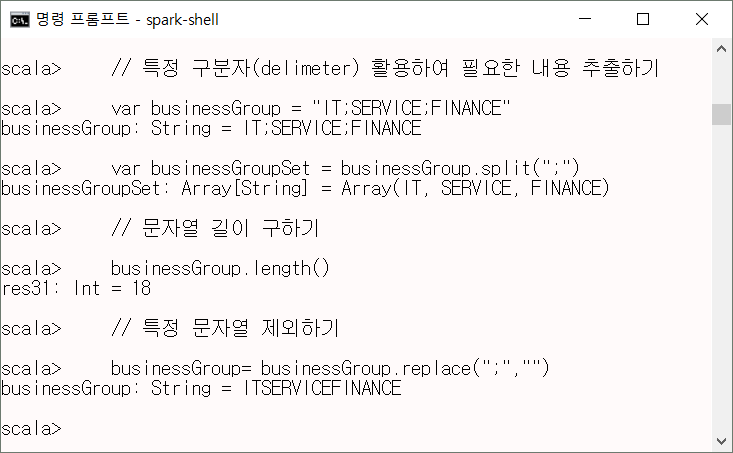 명령 프롬프트 - spark-shell
scala>     // 특정 구분자(delimeter) 활용하여 필요한 내용 추출하기
scala>     var businessGroup = "IT;SERVICE;FINANCE"
businessGroup: String = IT;SERVICE;FINANCE
scala>     var businessGroupSet = businessGroup.split(";")
businessGroupSet: Array[String] = Array(IT, SERVICE, FINANCE)
scala>     // 문자열 길이 구하기
scala>     businessGroup.length()
res31: Int = 18
scala>     // 특정 문자열 제외하기
scala>     businessGroup= businessGroup.replace(";","")
businessGroup: String = ITSERVICEFINANCE
scala>